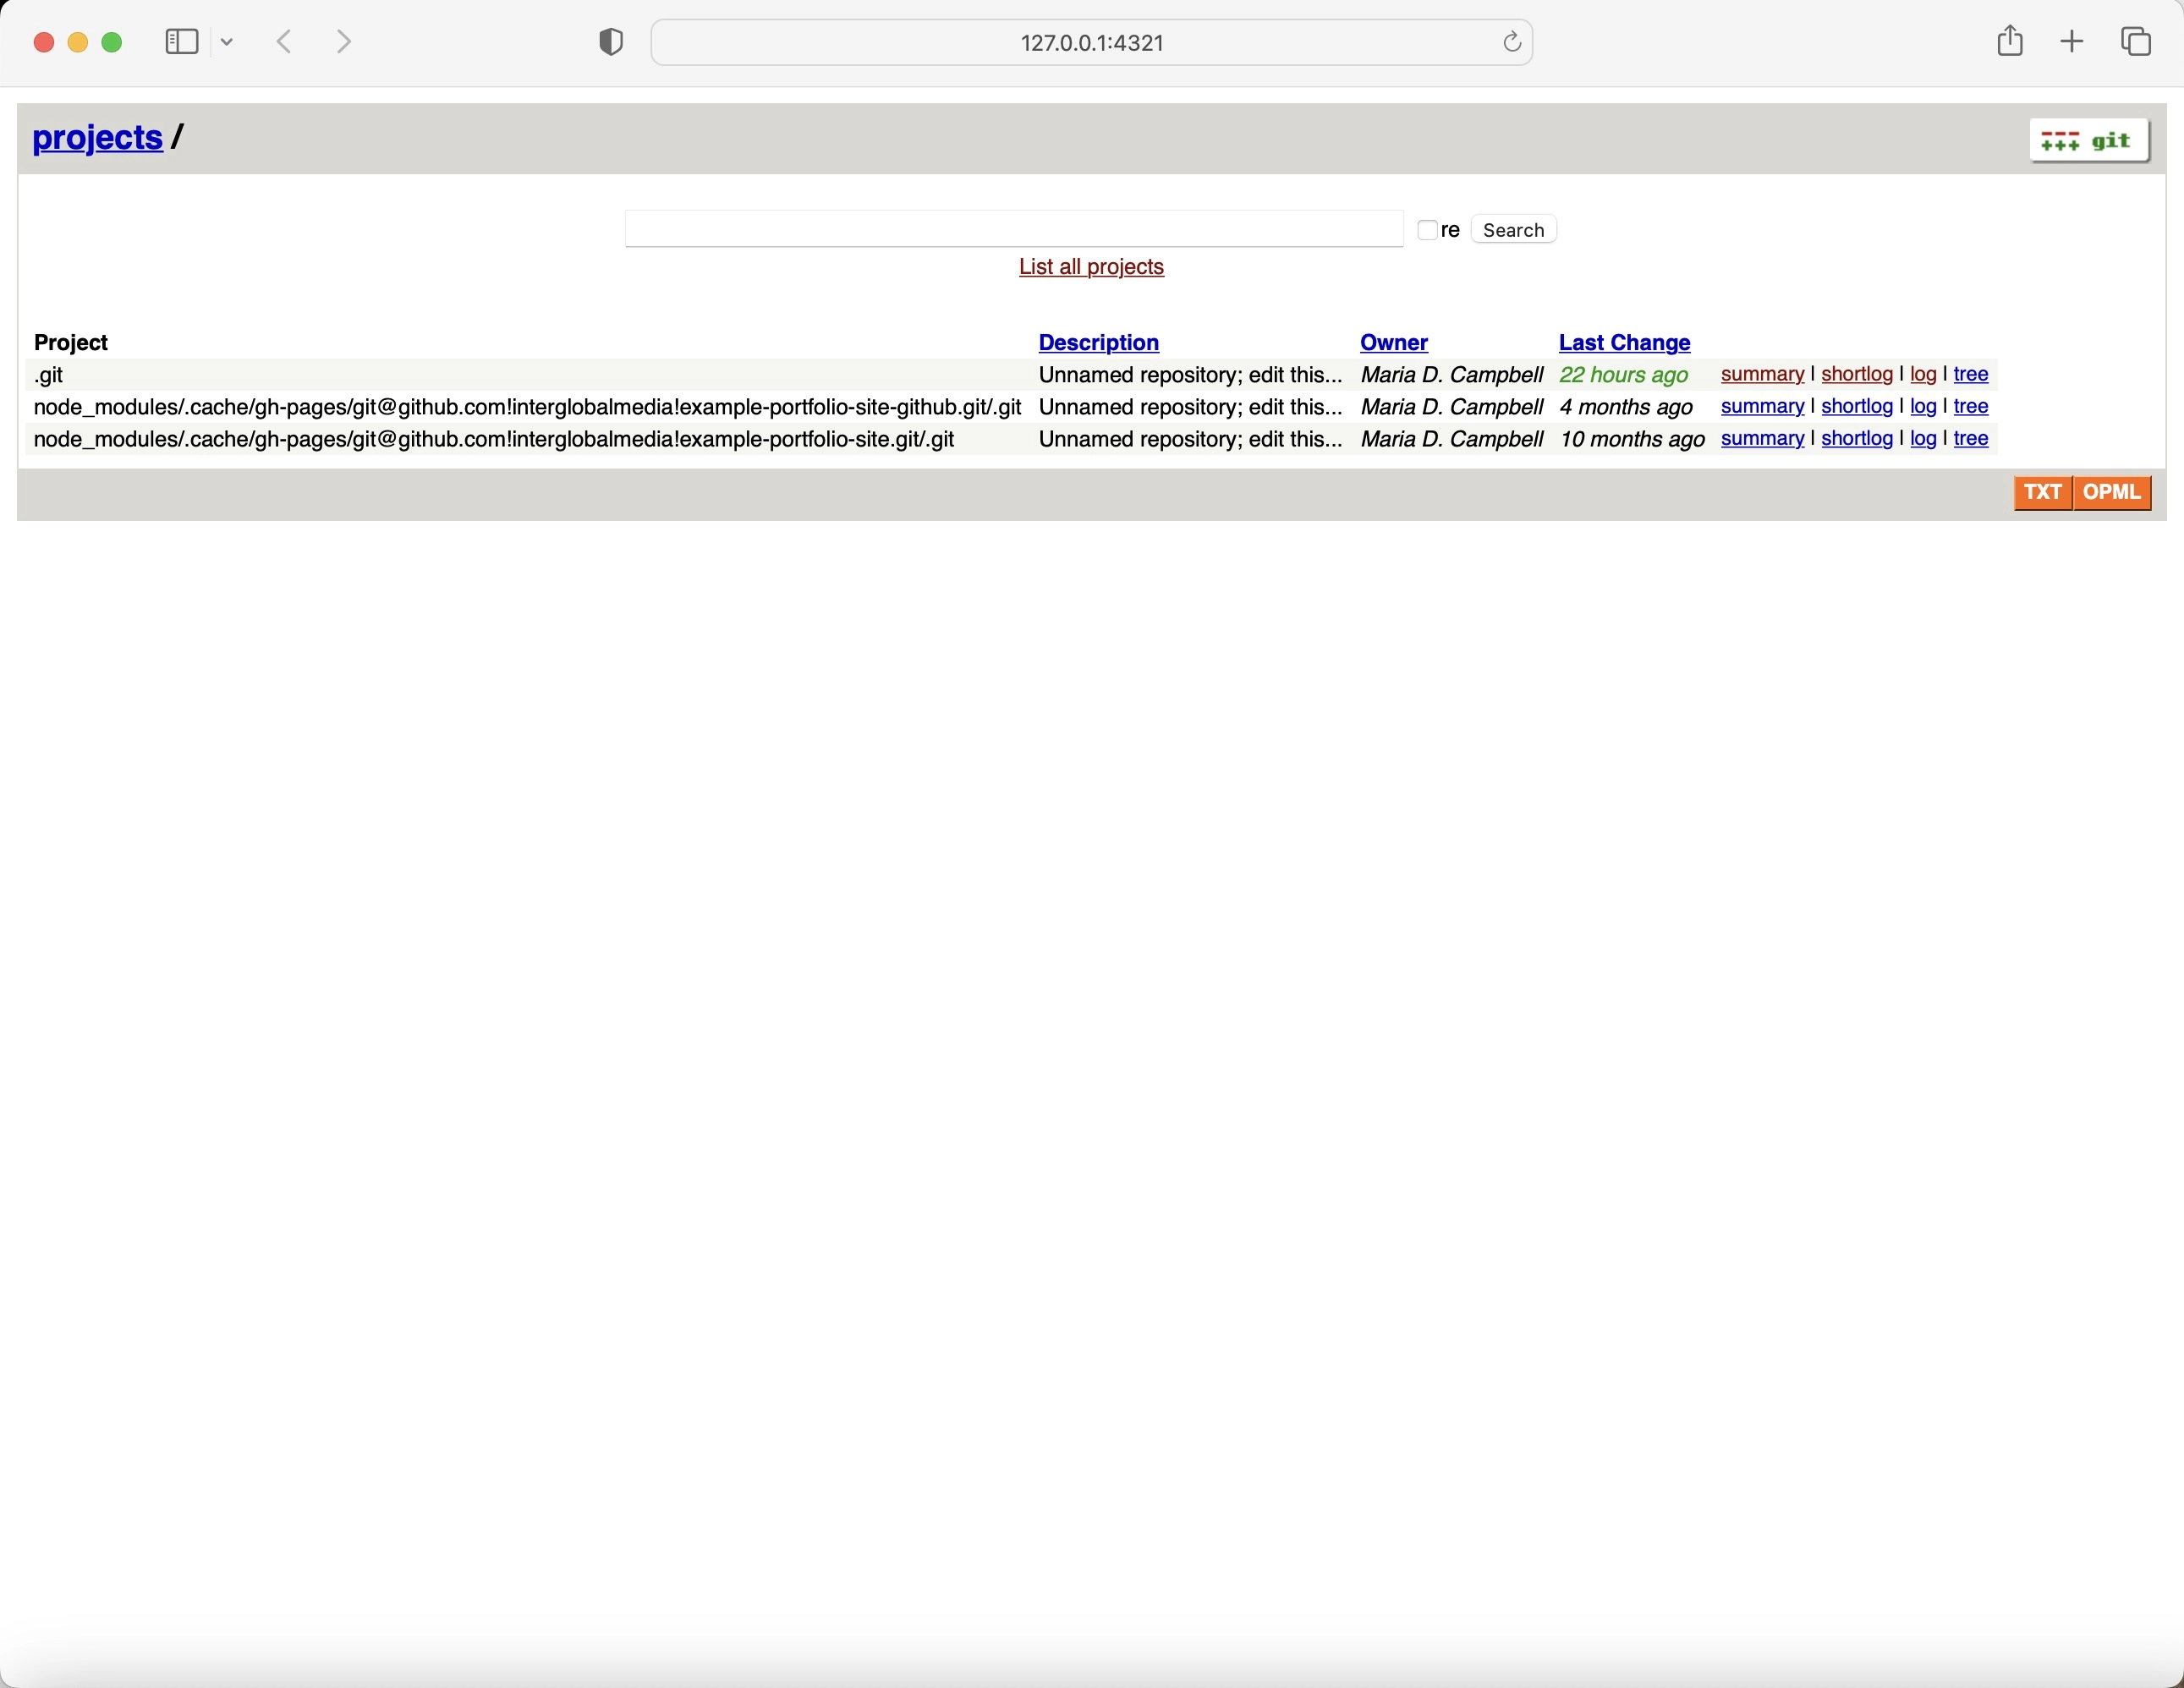 127.0.0.1:4321
projects /
git
re Search
List all projects
Project Description Owner Last Change
.git Unnamed repository; edit this... Maria D. Campbell 22 hours ago summary | shortlog | log | tree
node_modules/.cache/gh-pages/git@github.com!interglobalmedia!example-portfolio-site-github.git/.git Unnamed repository; edit this... Maria D. Campbell 4 months ago summary | shortlog | log | tree
node_modules/.cache/gh-pages/git@github.com!interglobalmedia!example-portfolio-site.git/.git Unnamed repository; edit this... Maria D. Campbell 10 months ago summary | shortlog | log | tree
TXT OPML